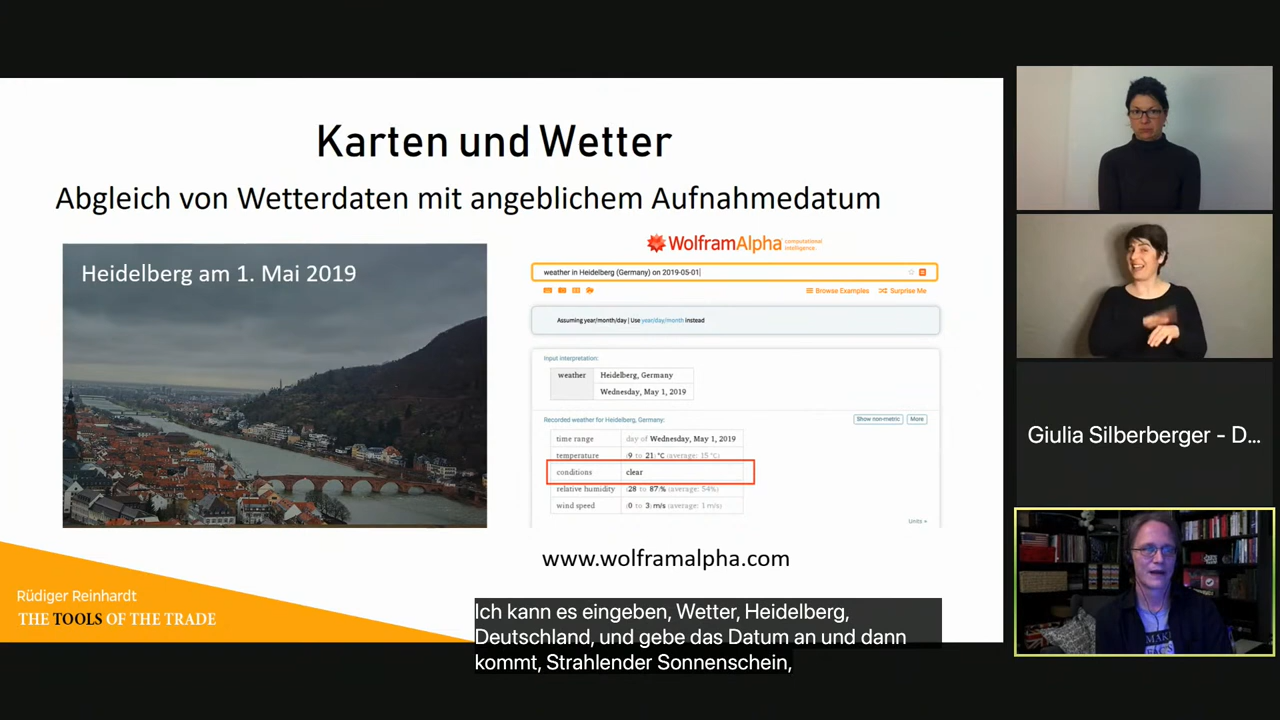 Karten und Wetter
Abgleich von Wetterdaten mit angeblichem Aufnahmedatum
Heidelberg am 1. Mai 2019
WolframAlpha computational intelligence.
weather in Heidelberg (Germany) on 2019-05-01
Browse Examples Surprise Me
Assuming year/month/day | Use year/day/month instead
Input interpretation:
weather Heidelberg, Germany
Wednesday, May 1, 2019
Recorded weather for Heidelberg, Germany: Show non-metric More
time range day of Wednesday, May 1, 2019
temperature (9 to 21) °C (average: 15 °C)
conditions clear
relative humidity (28 to 87)% (average: 54%)
wind speed (0 to 3) m/s (average: 1 m/s)
Units »
www.wolframalpha.com
Rüdiger Reinhardt
THE TOOLS OF THE TRADE
Ich kann es eingeben, Wetter, Heidelberg,
Deutschland, und gebe das Datum an und dann
kommt, Strahlender Sonnenschein,
Giulia Silberberger - D...
MAKE